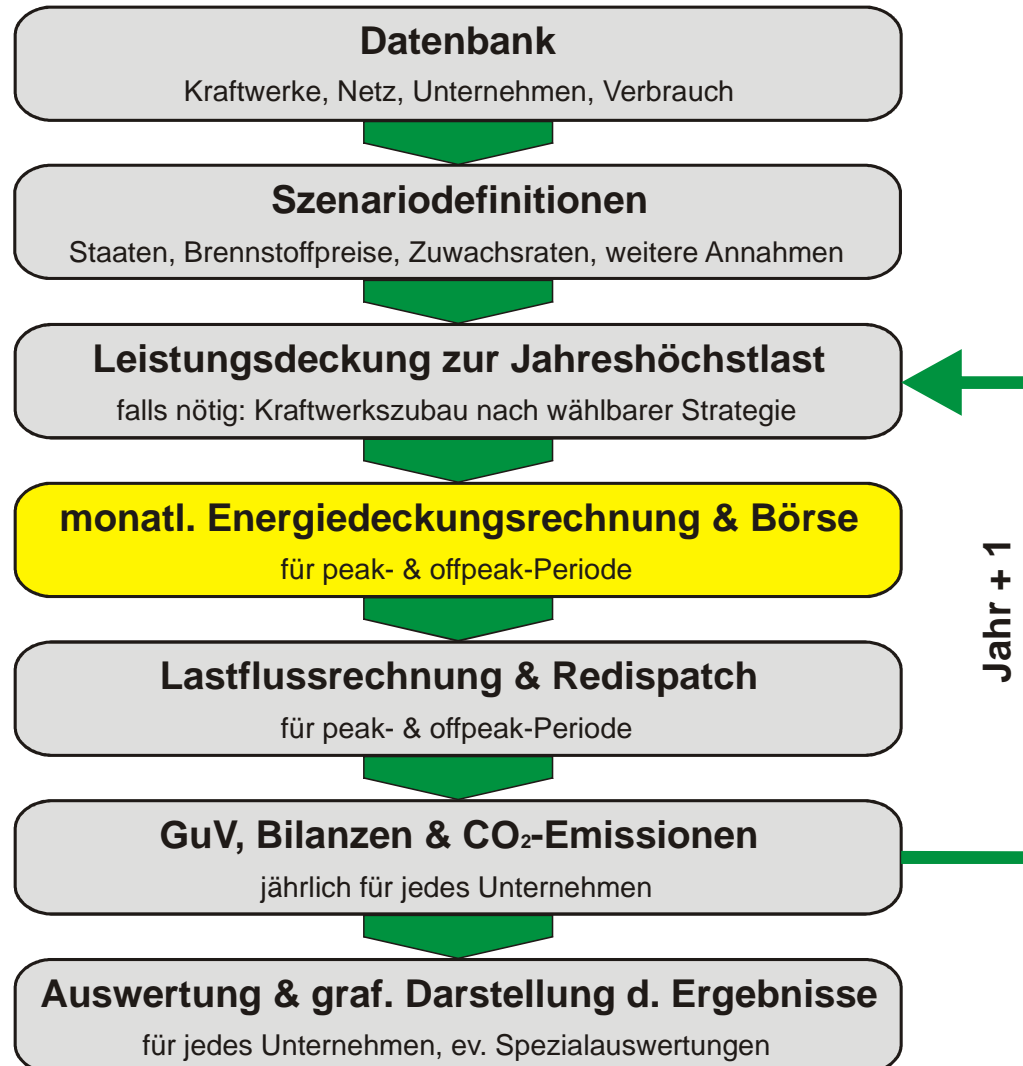 Datenbank
Kraftwerke, Netz, Unternehmen, Verbrauch
Szenariodefinitionen
Staaten, Brennstoffpreise, Zuwachsraten, weitere Annahmen
Leistungsdeckung zur Jahreshöchstlast
falls nötig: Kraftwerkszubau nach wählbarer Strategie
monatl. Energiedeckungsrechnung & Börse
für peak- & offpeak-Periode
Lastflussrechnung & Redispatch
für peak- & offpeak-Periode
GuV, Bilanzen & CO₂-Emissionen
jährlich für jedes Unternehmen
Auswertung & graf. Darstellung d. Ergebnisse
für jedes Unternehmen, ev. Spezialauswertungen
Jahr + 1